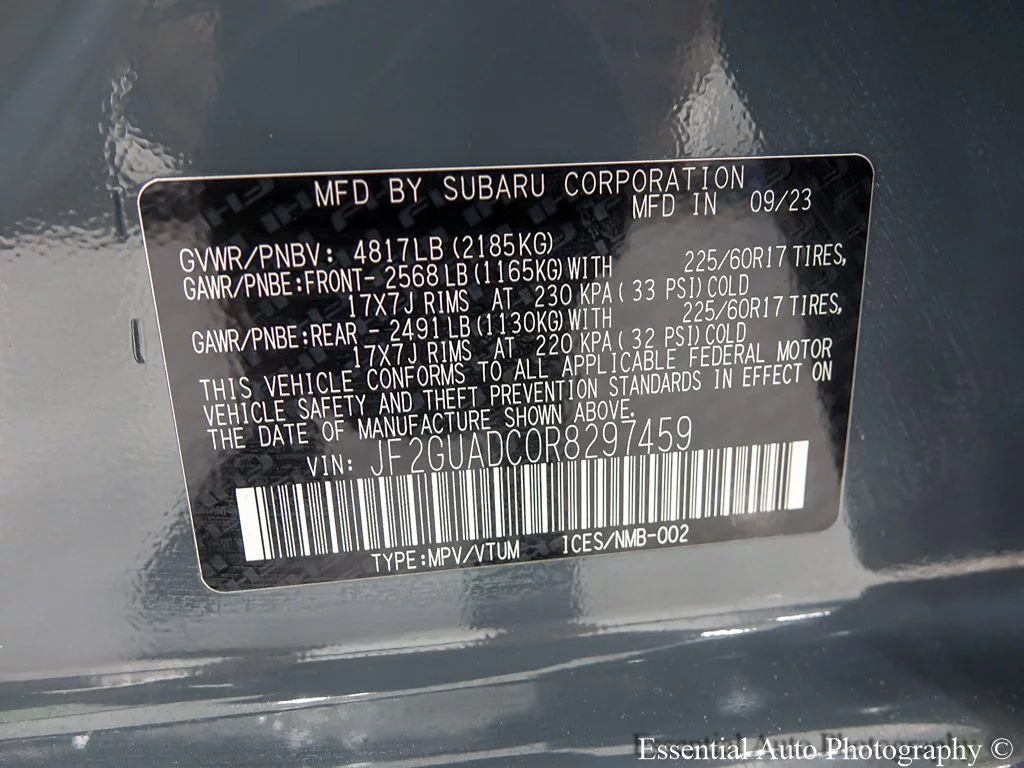 MFD BY SUBARU CORPORATION
MFD IN 09/23
GVWR/PNBV: 4817LB (2185KG)
GAWR/PNBE:FRONT- 2568 LB (1165KG) WITH 225/60R17 TIRES,
17X7J RIMS AT 230 KPA ( 33 PSI) COLD
GAWR/PNBE:REAR - 2491 LB (1130KG) WITH 225/60R17 TIRES,
17X7J RIMS AT 220 KPA ( 32 PSI) COLD
THIS VEHICLE CONFORMS TO ALL APPLICABLE FEDERAL MOTOR
VEHICLE SAFETY AND THEFT PREVENTION STANDARDS IN EFFECT ON
THE DATE OF MANUFACTURE SHOWN ABOVE.
VIN: JF2GUADC0R8297459
TYPE:MPV/VTUM ICES/NMB-002
Essential Auto Photography ©